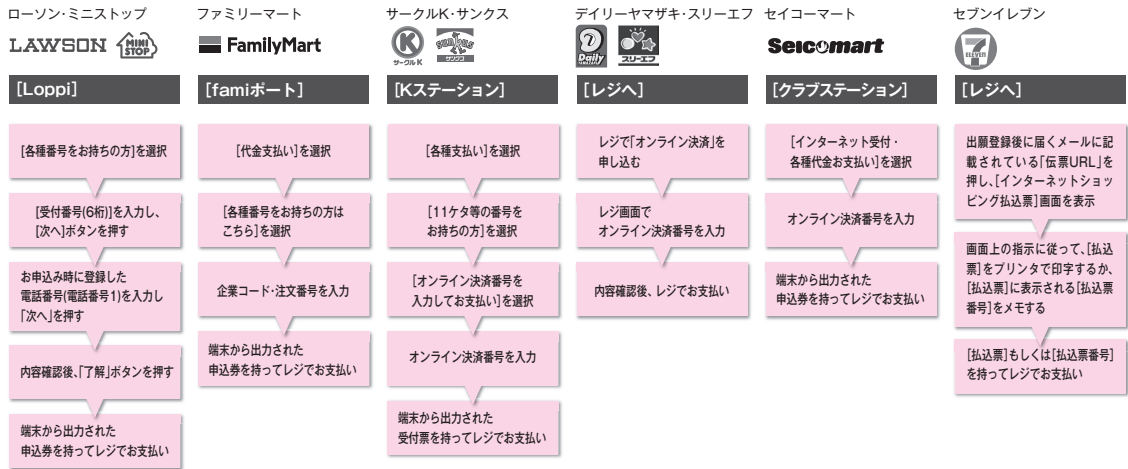 ローソン・ミニストップ
LAWSON MINI STOP
[Loppi]
[各種番号をお持ちの方]を選択
[受付番号(6桁)]を入力し、
[次へ]ボタンを押す
お申込み時に登録した
電話番号(電話番号1)を入力し
「次へ」を押す
内容確認後、「了解」ボタンを押す
端末から出力された
申込券を持ってレジでお支払い
ファミリーマート
FamilyMart
[famiポート]
[代金支払い]を選択
[各種番号をお持ちの方は
こちら]を選択
企業コード・注文番号を入力
端末から出力された
申込券を持ってレジでお支払い
サークルK・サンクス
K サークルK sunkus サンクス
[Kステーション]
[各種支払い]を選択
[11ケタ等の番号を
お持ちの方]を選択
[オンライン決済番号を
入力してお支払い]を選択
オンライン決済番号を入力
端末から出力された
受付票を持ってレジでお支払い
デイリーヤマザキ・スリーエフ
D Daily YAMAZAKI スリーエフ
[レジへ]
レジで「オンライン決済」を
申し込む
レジ画面で
オンライン決済番号を入力
内容確認後、レジでお支払い
セイコーマート
Seicomart
[クラブステーション]
[インターネット受付・
各種代金お支払い]を選択
オンライン決済番号を入力
端末から出力された
申込券を持ってレジでお支払い
セブンイレブン
7 ELEVEN
[レジへ]
出願登録後に届くメールに記
載されている「伝票URL」を
押し、[インターネットショッ
ピング払込票]画面を表示
画面上の指示に従って、[払込
票]をプリンタで印字するか、
[払込票]に表示される[払込票
番号]をメモする
[払込票]もしくは[払込票番号]
を持ってレジでお支払い